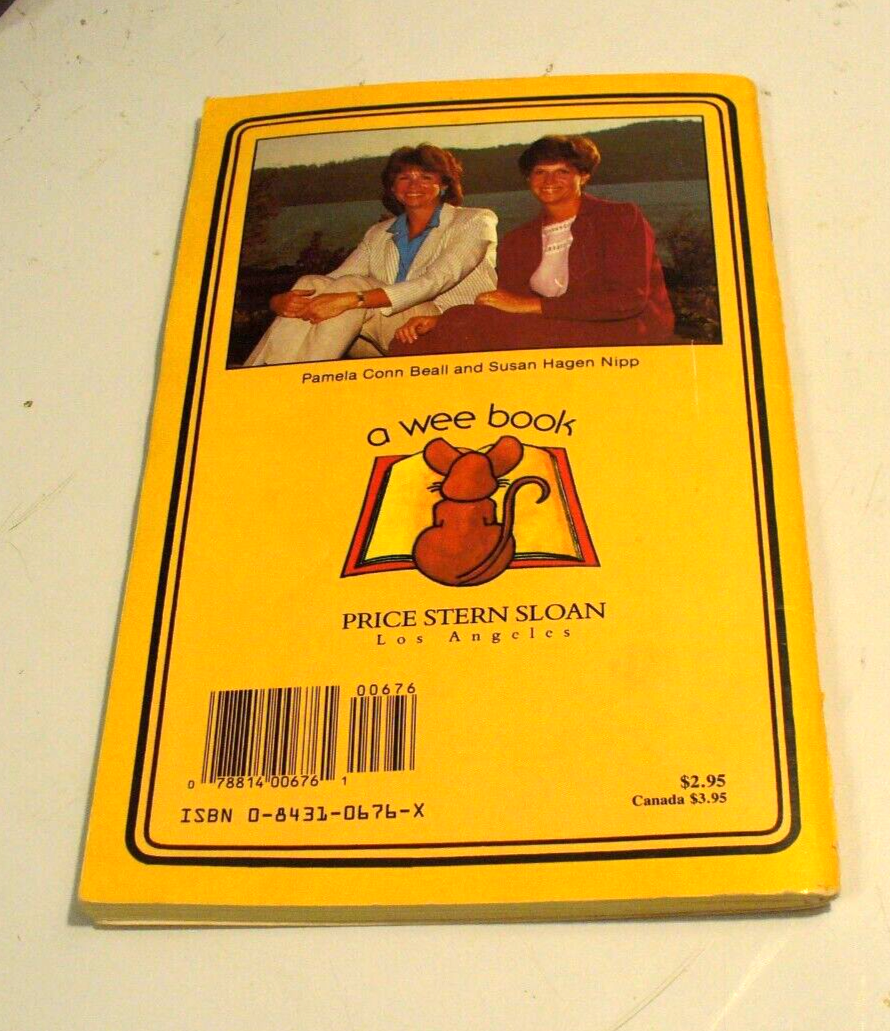 Pamela Conn Beall and Susan Hagen Nipp
a wee book
PRICE STERN SLOAN
Los Angeles
00676
0 78814 00676 1
ISBN 0-8431-0676-X
$2.95
Canada $3.95